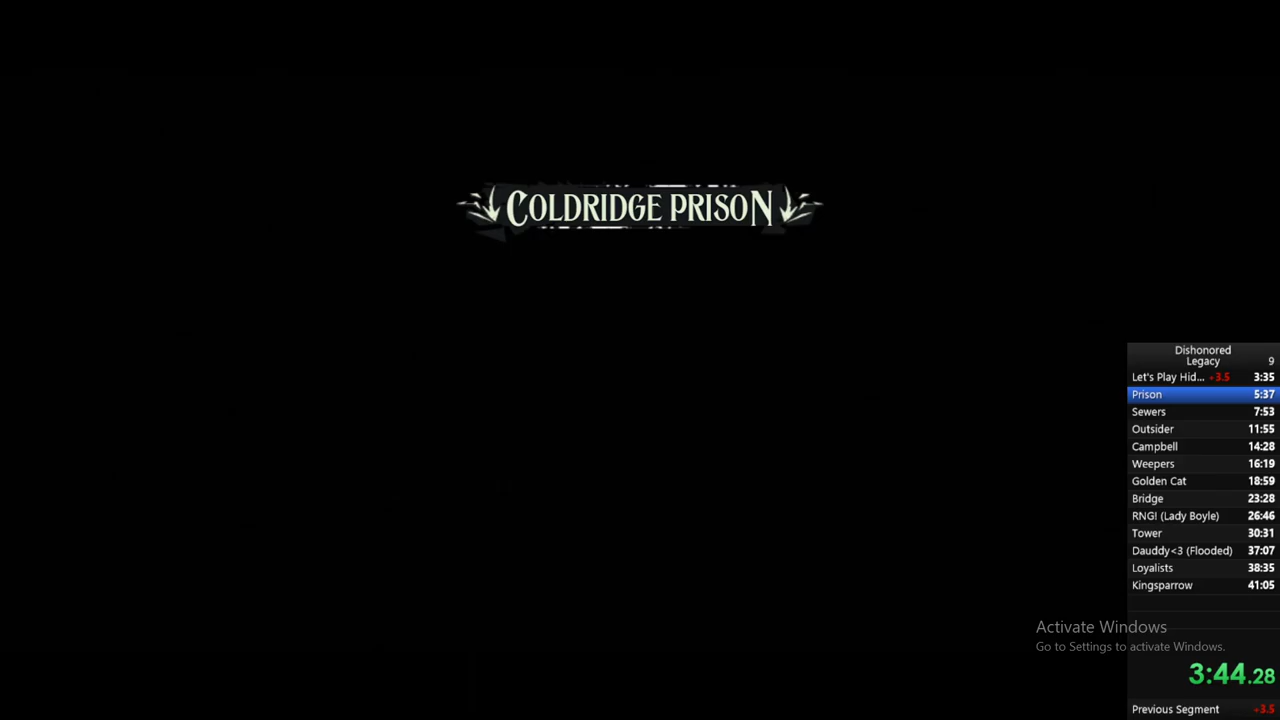 COLDRIDGE PRISON
Dishonored
Legacy 9
Let's Play Hid... +3.5 3:35
Prison 5:37
Sewers 7:53
Outsider 11:55
Campbell 14:28
Weepers 16:19
Golden Cat 18:59
Bridge 23:28
RNG! (Lady Boyle) 26:46
Tower 30:31
Dauddy<3 (Flooded) 37:07
Loyalists 38:35
Kingsparrow 41:05
Activate Windows
Go to Settings to activate Windows.
3:44.28
Previous Segment +3.5